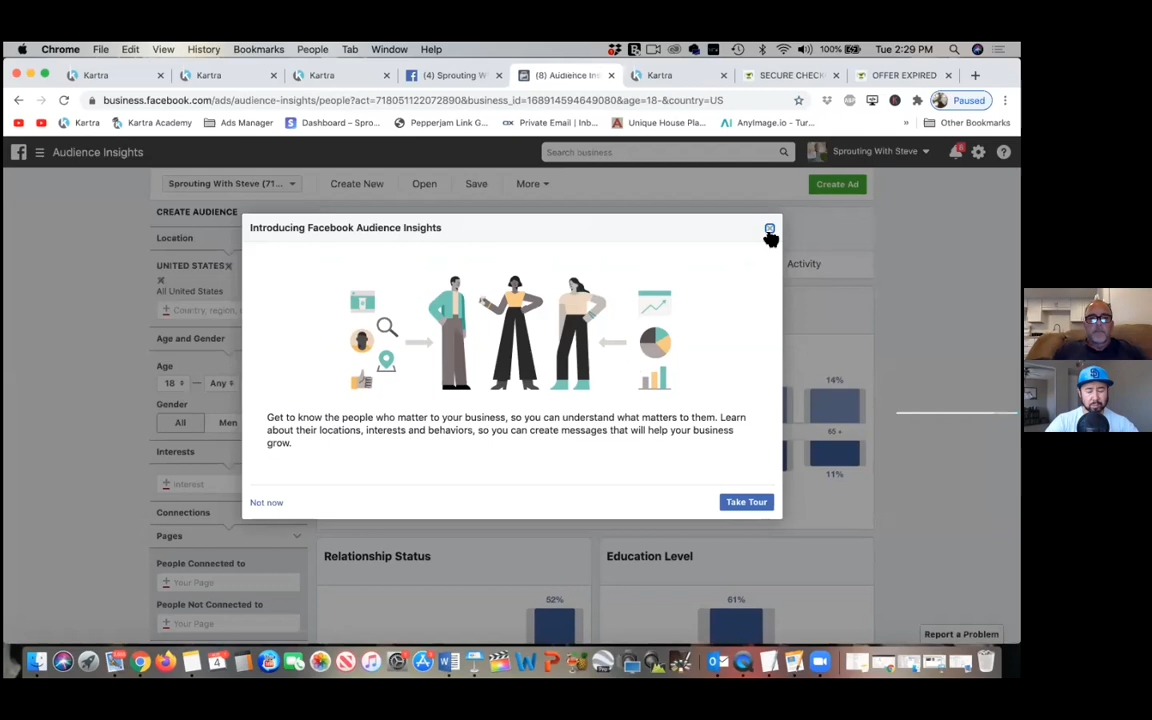 Chrome File Edit View History Bookmarks People Tab Window Help 100% Tue 2:29 PM
Kartra Kartra Kartra (4) Sprouting W (8) Audience Ins Kartra SECURE CHECK OFFER EXPIRED
business.facebook.com/ads/audience-insights/people?act=718051122072890&business_id=168914594649080&age=18-&country=US Paused
Kartra Kartra Academy Ads Manager Dashboard – Spro... Pepperjam Link G... Private Email | Inb... Unique House Pla... AnyImage.io - Tur... » Other Bookmarks
Audience Insights Search business Sprouting With Steve
Sprouting With Steve (71... Create New Open Save More Create Ad
CREATE AUDIENCE
Introducing Facebook Audience Insights
Location
Activity
UNITED STATES
All United States
Country, region,
Age and Gender
Age
18 — Any
14%
Gender
All Men
65 +
Get to know the people who matter to your business, so you can understand what matters to them. Learn
about their locations, interests and behaviors, so you can create messages that will help your business
grow.
Interests
11%
Interest
Not now Take Tour
Connections
Pages
Relationship Status Education Level
People Connected to
Your Page
52% 61%
People Not Connected to
Your Page
Report a Problem